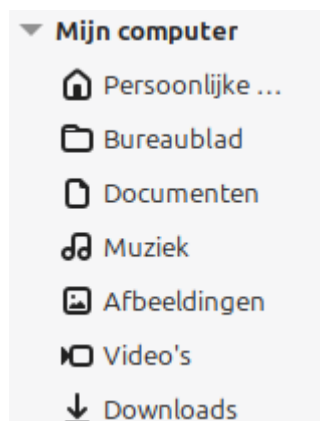 Mijn computer
Persoonlijke ...
Bureaublad
Documenten
Muziek
Afbeeldingen
Video's
Downloads